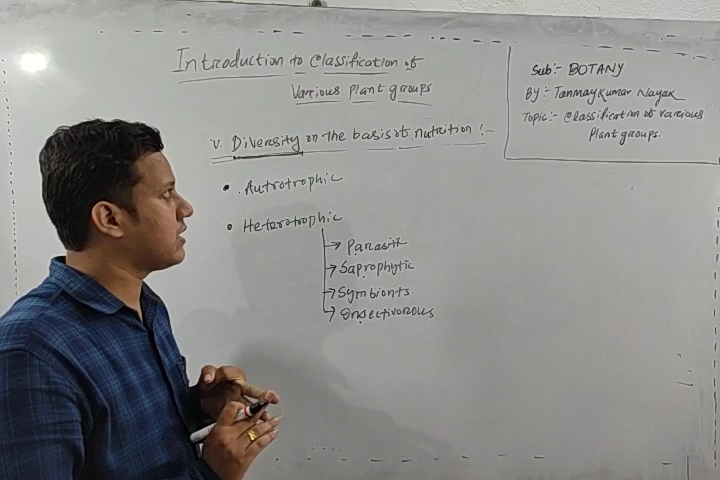 Introduction to Classification of
Various Plant groups
V. Diversity on the basis of nutrition :-
• Autotrophic
• Heterotrophic
→ Parasitic
→ Saprophytic
→ Symbionts.
→ Insectivorous
Sub:- BOTANY
By:- Tanmay Kumar Nayak
Topic:- Classification of various
Plant groups.